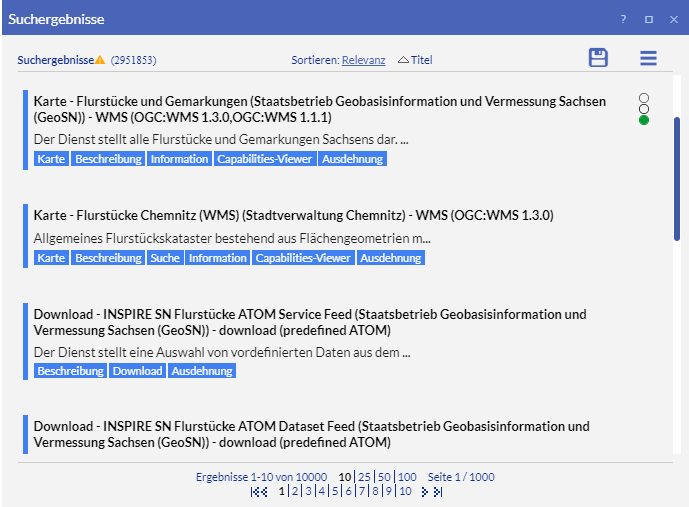 Suchergebnisse ?
Suchergebnisse (2951853) Sortieren: Relevanz Titel
Karte - Flurstücke und Gemarkungen (Staatsbetrieb Geobasisinformation und Vermessung Sachsen
(GeoSN)) - WMS (OGC:WMS 1.3.0,OGC:WMS 1.1.1)
Der Dienst stellt alle Flurstücke und Gemarkungen Sachsens dar. ...
Karte Beschreibung Information Capabilities-Viewer Ausdehnung
Karte - Flurstücke Chemnitz (WMS) (Stadtverwaltung Chemnitz) - WMS (OGC:WMS 1.3.0)
Allgemeines Flurstückskataster bestehend aus Flächengeometrien m...
Karte Beschreibung Suche Information Capabilities-Viewer Ausdehnung
Download - INSPIRE SN Flurstücke ATOM Service Feed (Staatsbetrieb Geobasisinformation und
Vermessung Sachsen (GeoSN)) - download (predefined ATOM)
Der Dienst stellt eine Auswahl von vordefinierten Daten aus dem ...
Beschreibung Download Ausdehnung
Download - INSPIRE SN Flurstücke ATOM Dataset Feed (Staatsbetrieb Geobasisinformation und
Vermessung Sachsen (GeoSN)) - download (predefined ATOM)
Ergebnisse 1-10 von 10000 10|25|50|100 Seite 1 / 1000
1|2|3|4|5|6|7|8|9|10